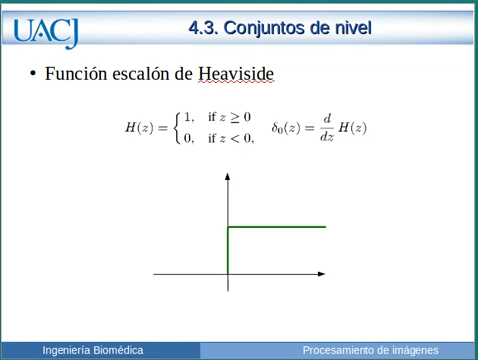 UACJ
4.3. Conjuntos de nivel
• Función escalón de Heaviside
H(z) = { 1, if z ≥ 0
0, if z < 0, δ₀(z) = d/dz H(z)
Ingeniería Biomédica
Procesamiento de imágenes